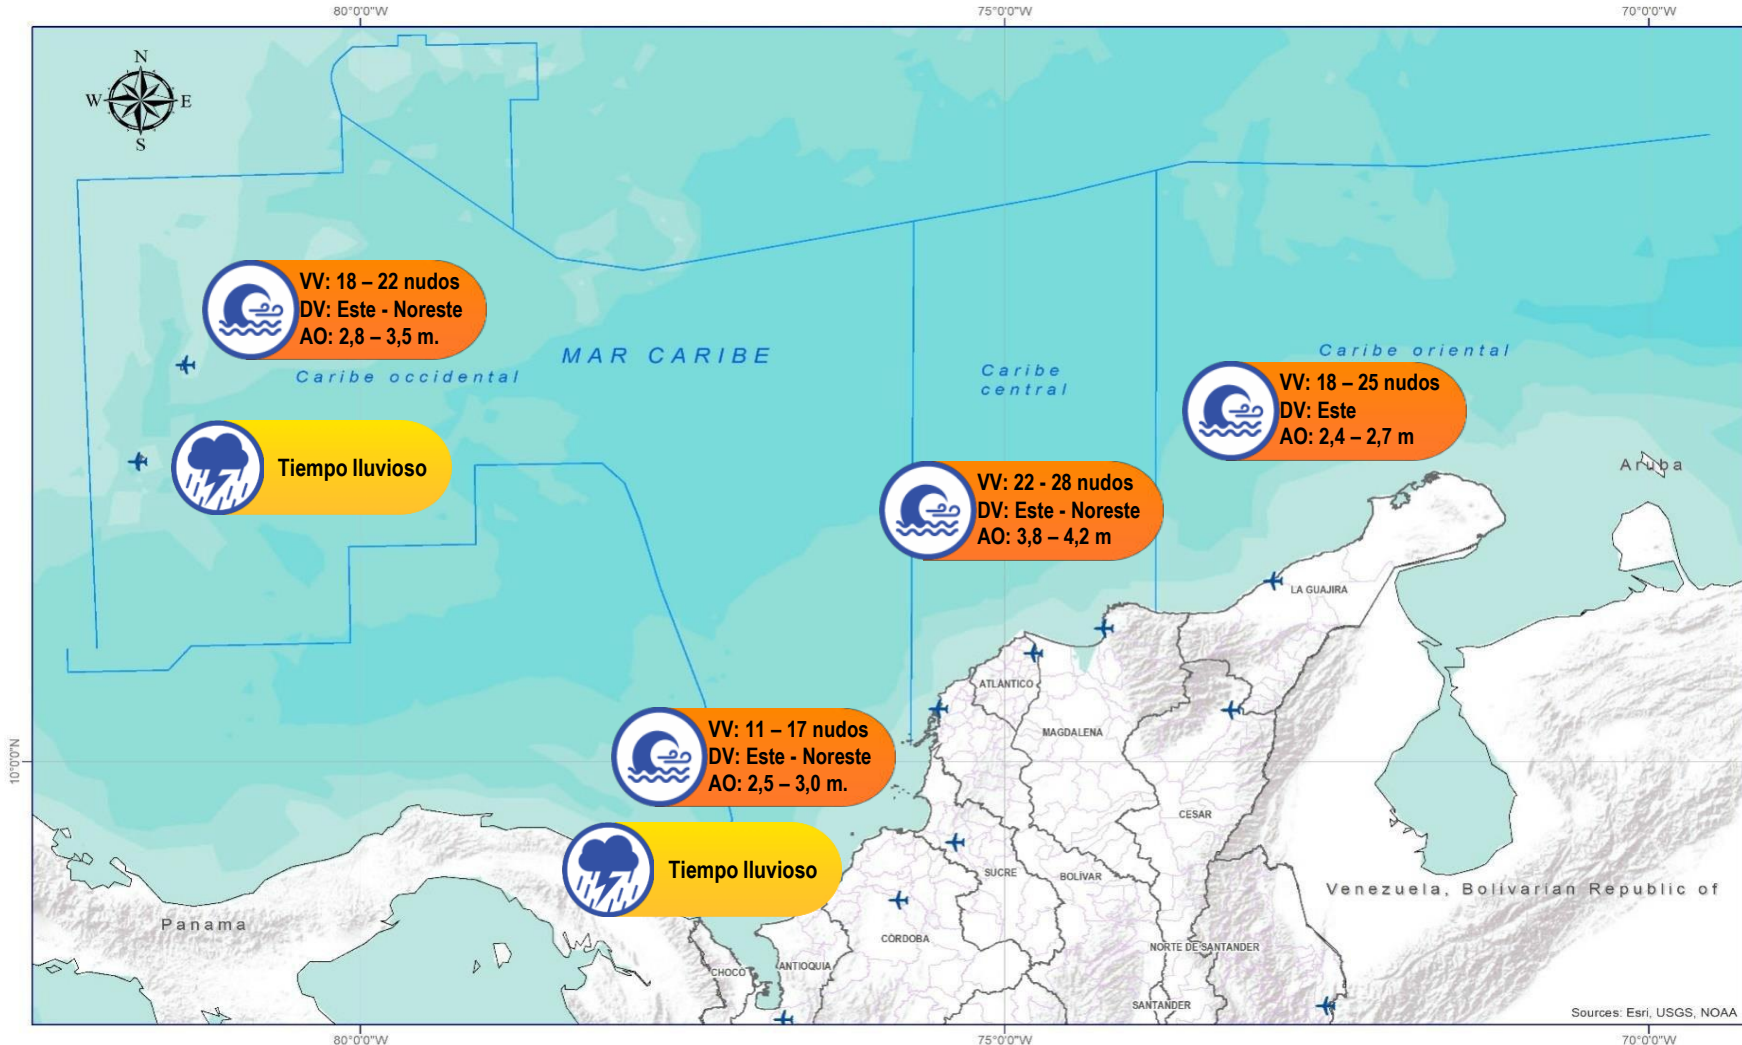 80°0'0"W
75°0'0"W
70°0'0"W
N
W
E
S
VV: 18 – 22 nudos
DV: Este - Noreste
AO: 2,8 – 3,5 m.
MAR CARIBE
Caribe occidental
Caribe
central
Caribe oriental
VV: 18 – 25 nudos
DV: Este
AO: 2,4 – 2,7 m
Tiempo lluvioso
Aruba
VV: 22 - 28 nudos
DV: Este - Noreste
AO: 3,8 – 4,2 m
LA GUAJIRA
ATLÁNTICO
MAGDALENA
VV: 11 – 17 nudos
DV: Este - Noreste
AO: 2,5 – 3,0 m.
10°0'0"N
CESAR
Tiempo lluvioso
SUCRE
BOLÍVAR
Venezuela, Bolivarian Republic of
Panama
CÓRDOBA
NORTE DE SANTANDER
CHOCÓ
ANTIOQUIA
SANTANDER
Sources: Esri, USGS, NOAA
80°0'0"W
75°0'0"W
70°0'0"W